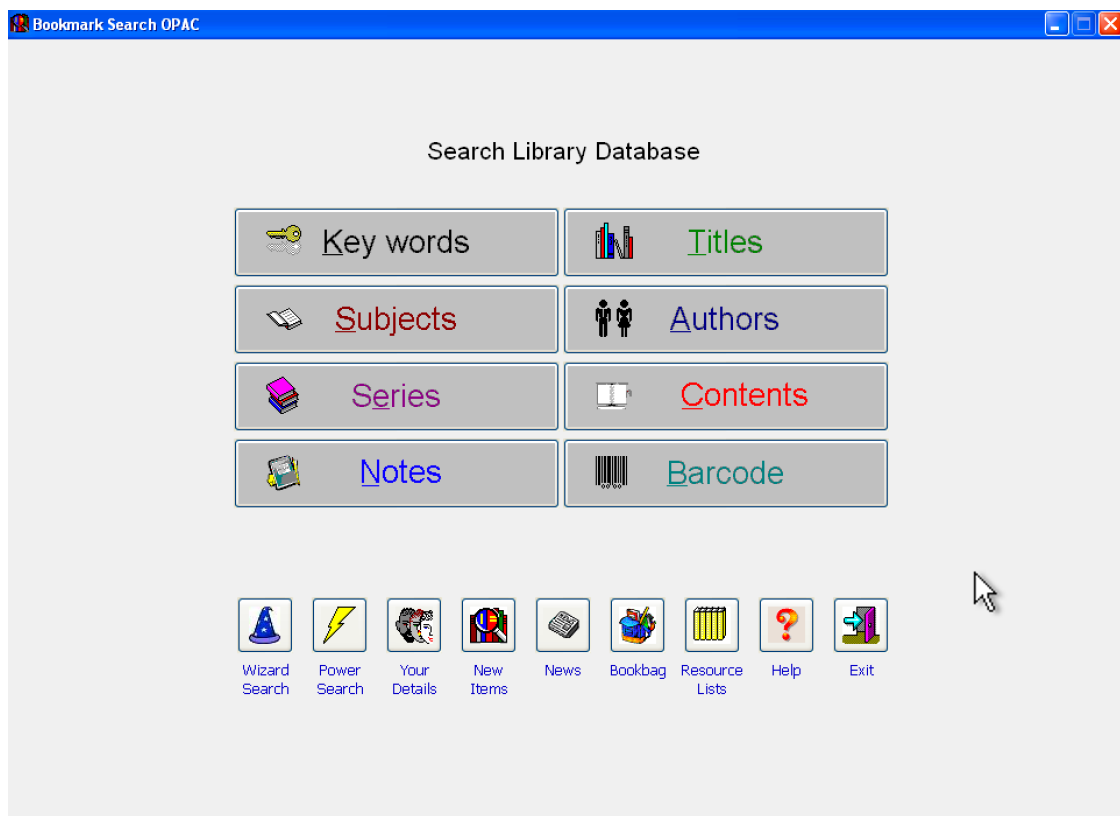 Bookmark Search OPAC
Search Library Database
Key words
Titles
Subjects
Authors
Series
Contents
Notes
Barcode
Wizard Search
Power Search
Your Details
New Items
News
Bookbag
Resource Lists
Help
Exit